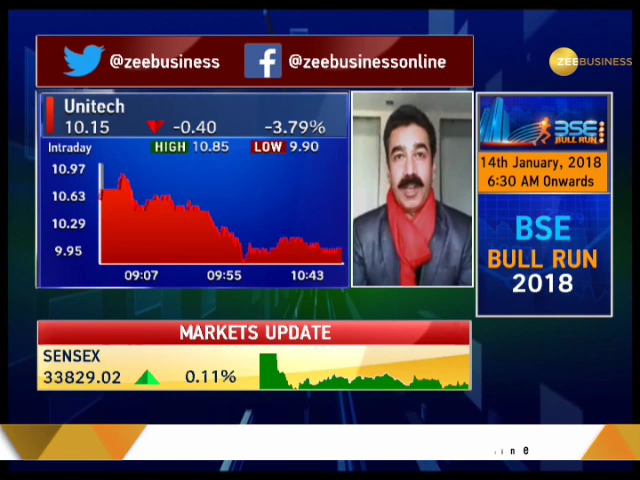 @zeebusiness
@zeebusinessonline
ZEEBUSINESS
Unitech
10.15 -0.40 -3.79%
Intraday HIGH 10.85 LOW 9.90
10.97
10.63
10.29
9.95
09:07 09:55 10:43
BSE
BULL RUN
14th January, 2018
6:30 AM Onwards
BSE
BULL RUN
2018
MARKETS UPDATE
SENSEX
33829.02 0.11%